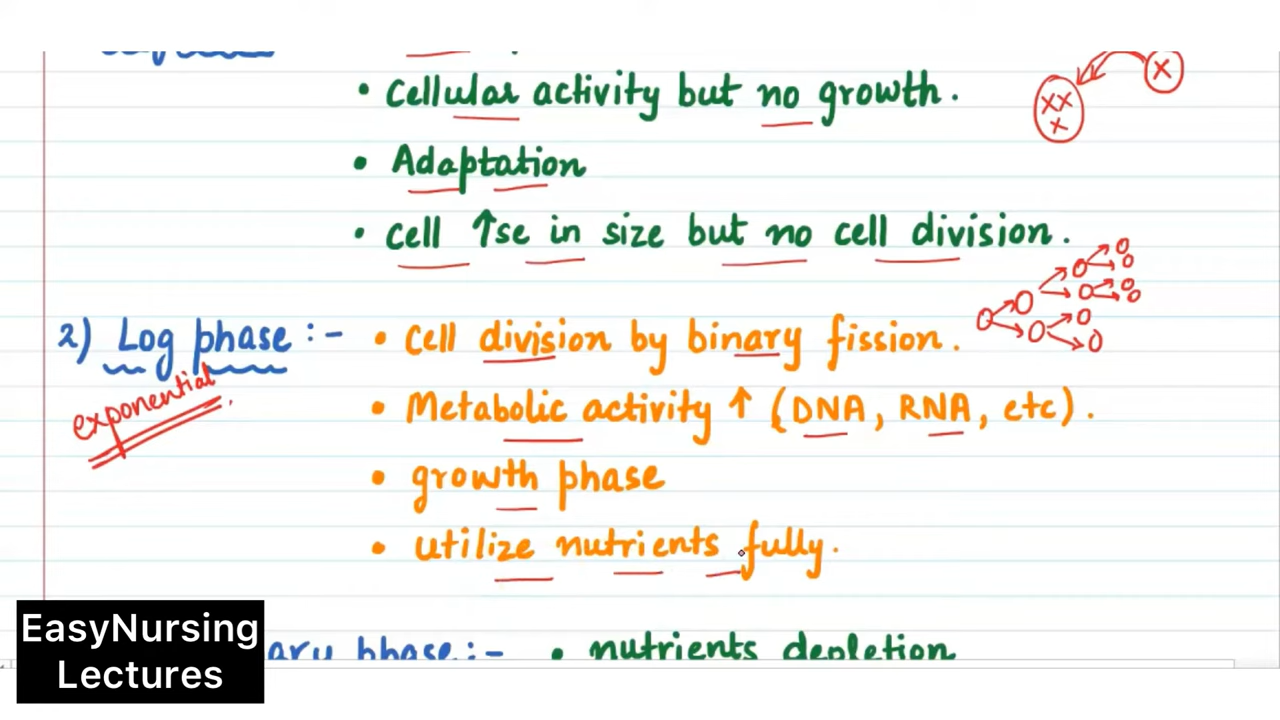 • Cellular activity but no growth.
• Adaptation
• Cell ↑se in size but no cell division.
2) Log phase :- • Cell division by binary fission.
exponential
• Metabolic activity ↑ (DNA, RNA, etc).
• growth phase
• utilize nutrients fully.
EasyNursing
Lectures
phase :- • nutrients depletion